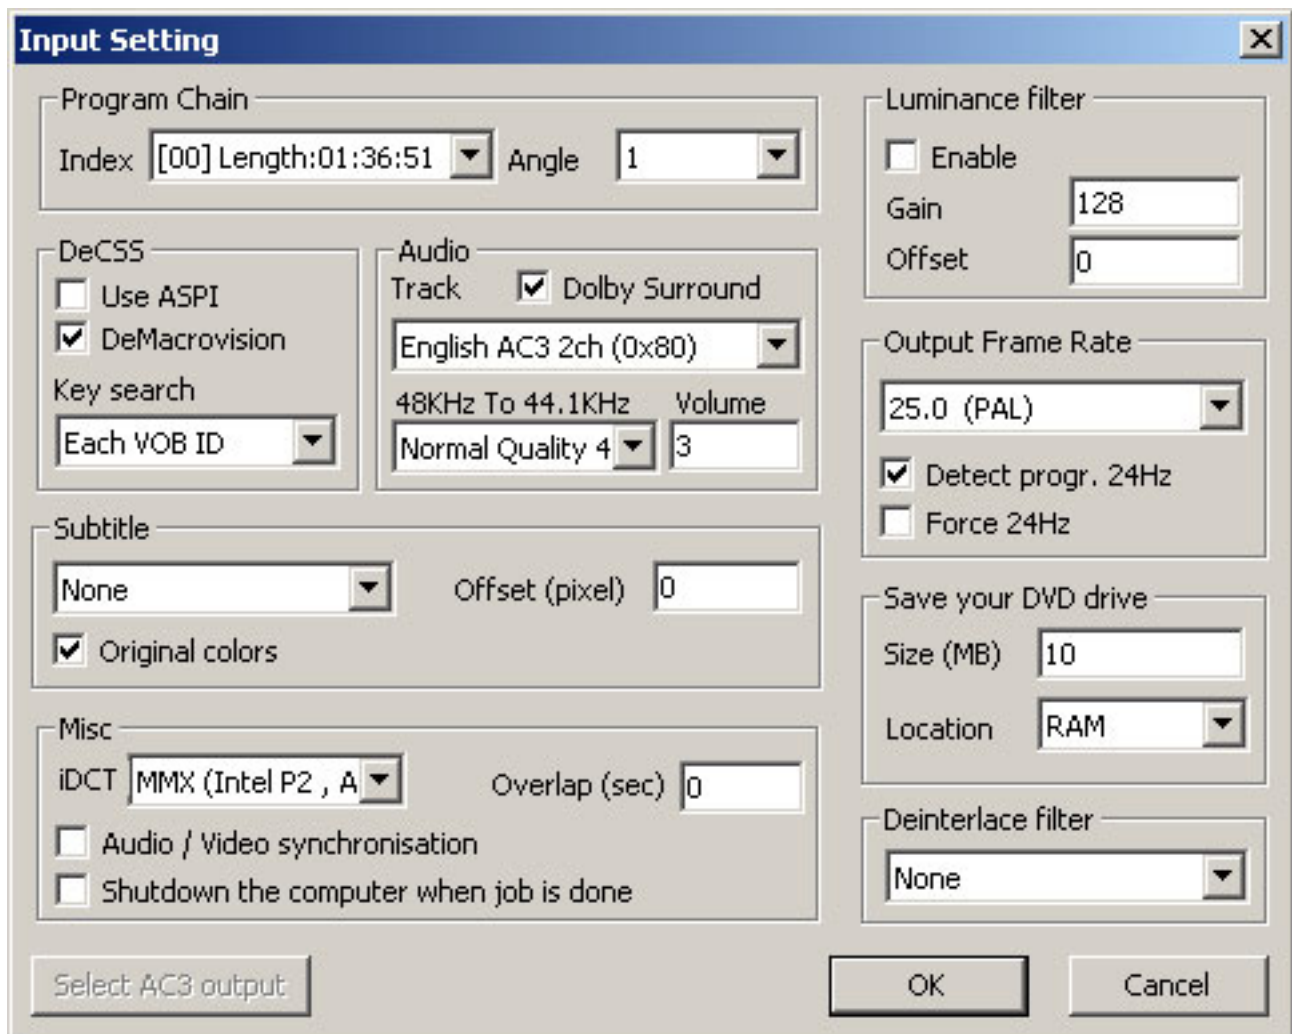 Input Setting
Program Chain
Index [00] Length:01:36:51 Angle 1
DeCSS
Use ASPI
DeMacrovision
Key search
Each VOB ID
Audio
Track Dolby Surround
English AC3 2ch (0x80)
48KHz To 44.1KHz Volume
Normal Quality 4 3
Subtitle
None Offset (pixel) 0
Original colors
Misc
iDCT MMX (Intel P2 , A Overlap (sec) 0
Audio / Video synchronisation
Shutdown the computer when job is done
Luminance filter
Enable
Gain 128
Offset 0
Output Frame Rate
25.0 (PAL)
Detect progr. 24Hz
Force 24Hz
Save your DVD drive
Size (MB) 10
Location RAM
Deinterlace filter
None
Select AC3 output OK Cancel